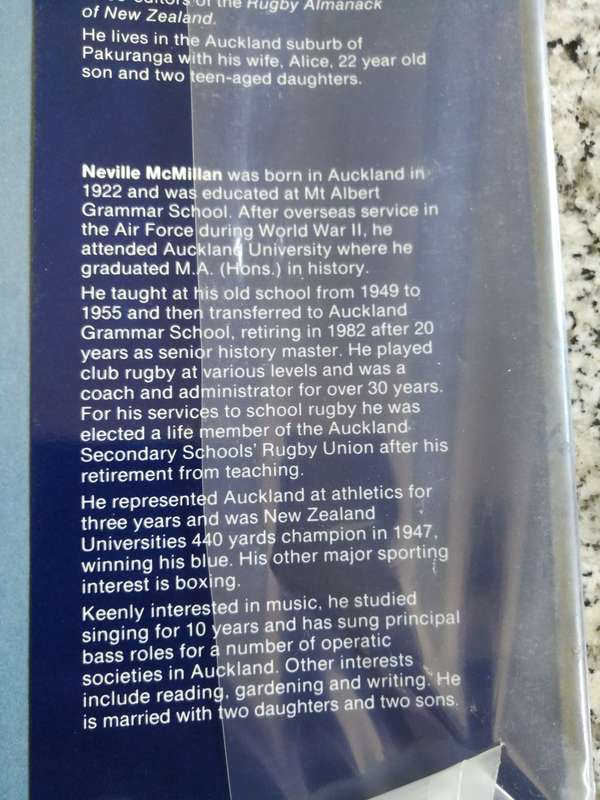 of the Rugby Almanack
of New Zealand.
He lives in the Auckland suburb of
Pakuranga with his wife, Alice, 22 year old
son and two teen-aged daughters.
Neville McMillan was born in Auckland in
1922 and was educated at Mt Albert
Grammar School. After overseas service in
the Air Force during World War II, he
attended Auckland University where he
graduated M.A. (Hons.) in history.
He taught at his old school from 1949 to
1955 and then transferred to Auckland
Grammar School, retiring in 1982 after 20
years as senior history master. He played
club rugby at various levels and was a
coach and administrator for over 30 years.
For his services to school rugby he was
elected a life member of the Auckland
Secondary Schools' Rugby Union after his
retirement from teaching.
He represented Auckland at athletics for
three years and was New Zealand
Universities 440 yards champion in 1947,
winning his blue. His other major sporting
interest is boxing.
Keenly interested in music, he studied
singing for 10 years and has sung principal
bass roles for a number of operatic
societies in Auckland. Other interests
include reading, gardening and writing. He
is married with two daughters and two sons.